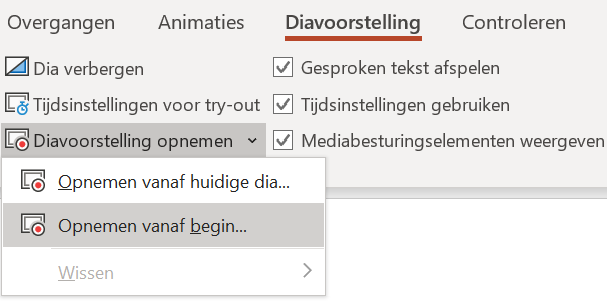 Overgangen Animaties Diavoorstelling Controleren
Dia verbergen Gesproken tekst afspelen
Tijdsinstellingen voor try-out Tijdsinstellingen gebruiken
Diavoorstelling opnemen Mediabesturingselementen weergeven
Opnemen vanaf huidige dia...
Opnemen vanaf begin...
Wissen